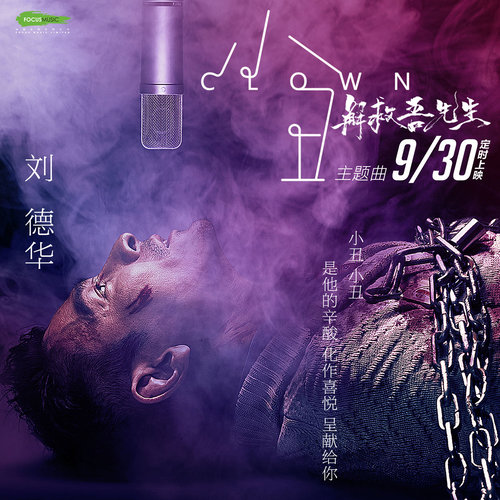 FOCUS MUSIC
小丑
CLOWN
解救吾先生
主题曲
9/30
定时上映
刘德华
小丑 小丑
是他的辛酸 化作喜悦 呈献给你